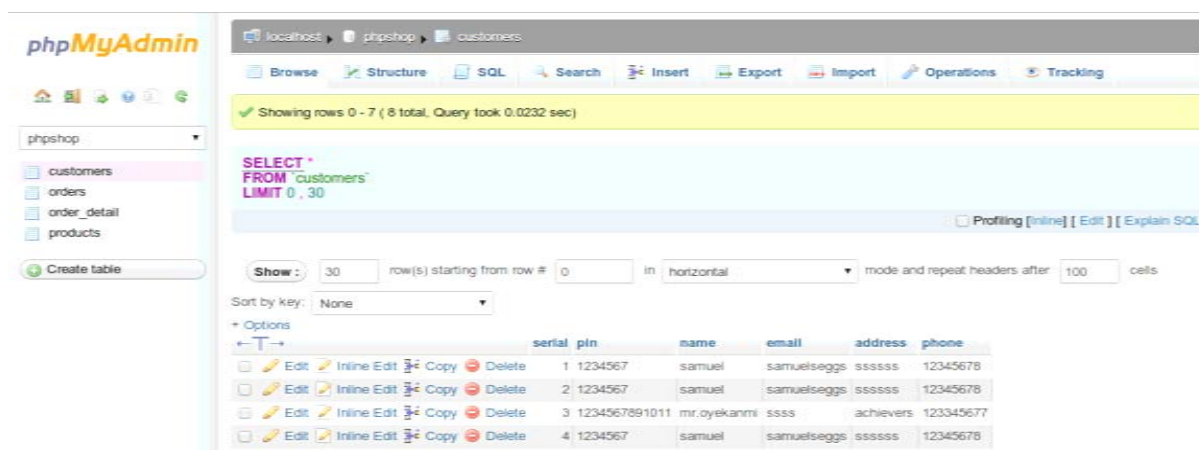 phpMyAdmin
localhost phpshop customers
Browse Structure SQL Search Insert Export Import Operations Tracking
Showing rows 0 - 7 ( 8 total, Query took 0.0232 sec)
phpshop
customers
orders
order_detail
products
Create table
SELECT *
FROM `customers`
LIMIT 0 , 30
Profiling [Inline] [ Edit ] [ Explain SQL
Show : 30 row(s) starting from row # 0 in horizontal mode and repeat headers after 100 cells
Sort by key: None
+ Options
←T→ serial pin name email address phone
Edit Inline Edit Copy Delete 1 1234567 samuel samuelseggs ssssss 12345678
Edit Inline Edit Copy Delete 2 1234567 samuel samuelseggs ssssss 12345678
Edit Inline Edit Copy Delete 3 1234567891011 mr.oyekanmi ssss achievers 123345677
Edit Inline Edit Copy Delete 4 1234567 samuel samuelseggs ssssss 12345678